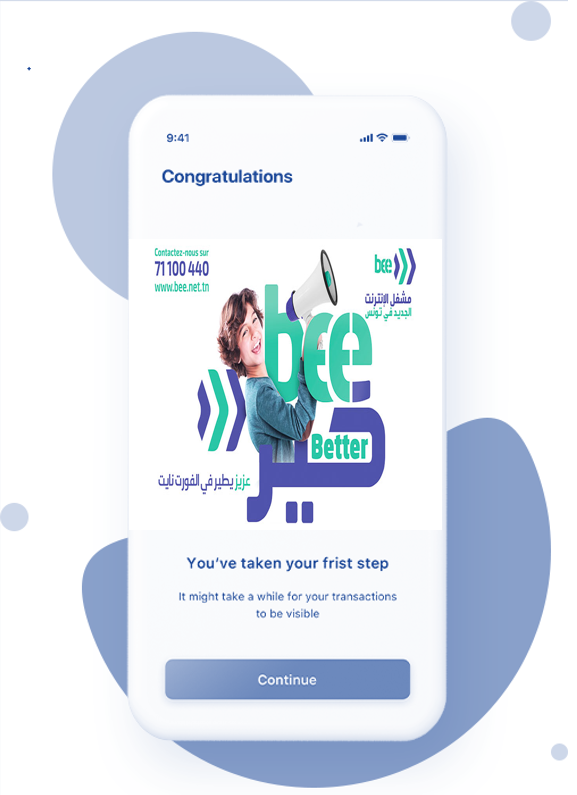 9:41
Congratulations
Contactez-nous sur
71 100 440
www.bee.net.tn
bee
مشغل الإنترنت
الجديد في تونس
bee
خير
Better
عزيز يطير في الفورت نايت
You've taken your frist step
It might take a while for your transactions
to be visible
Continue